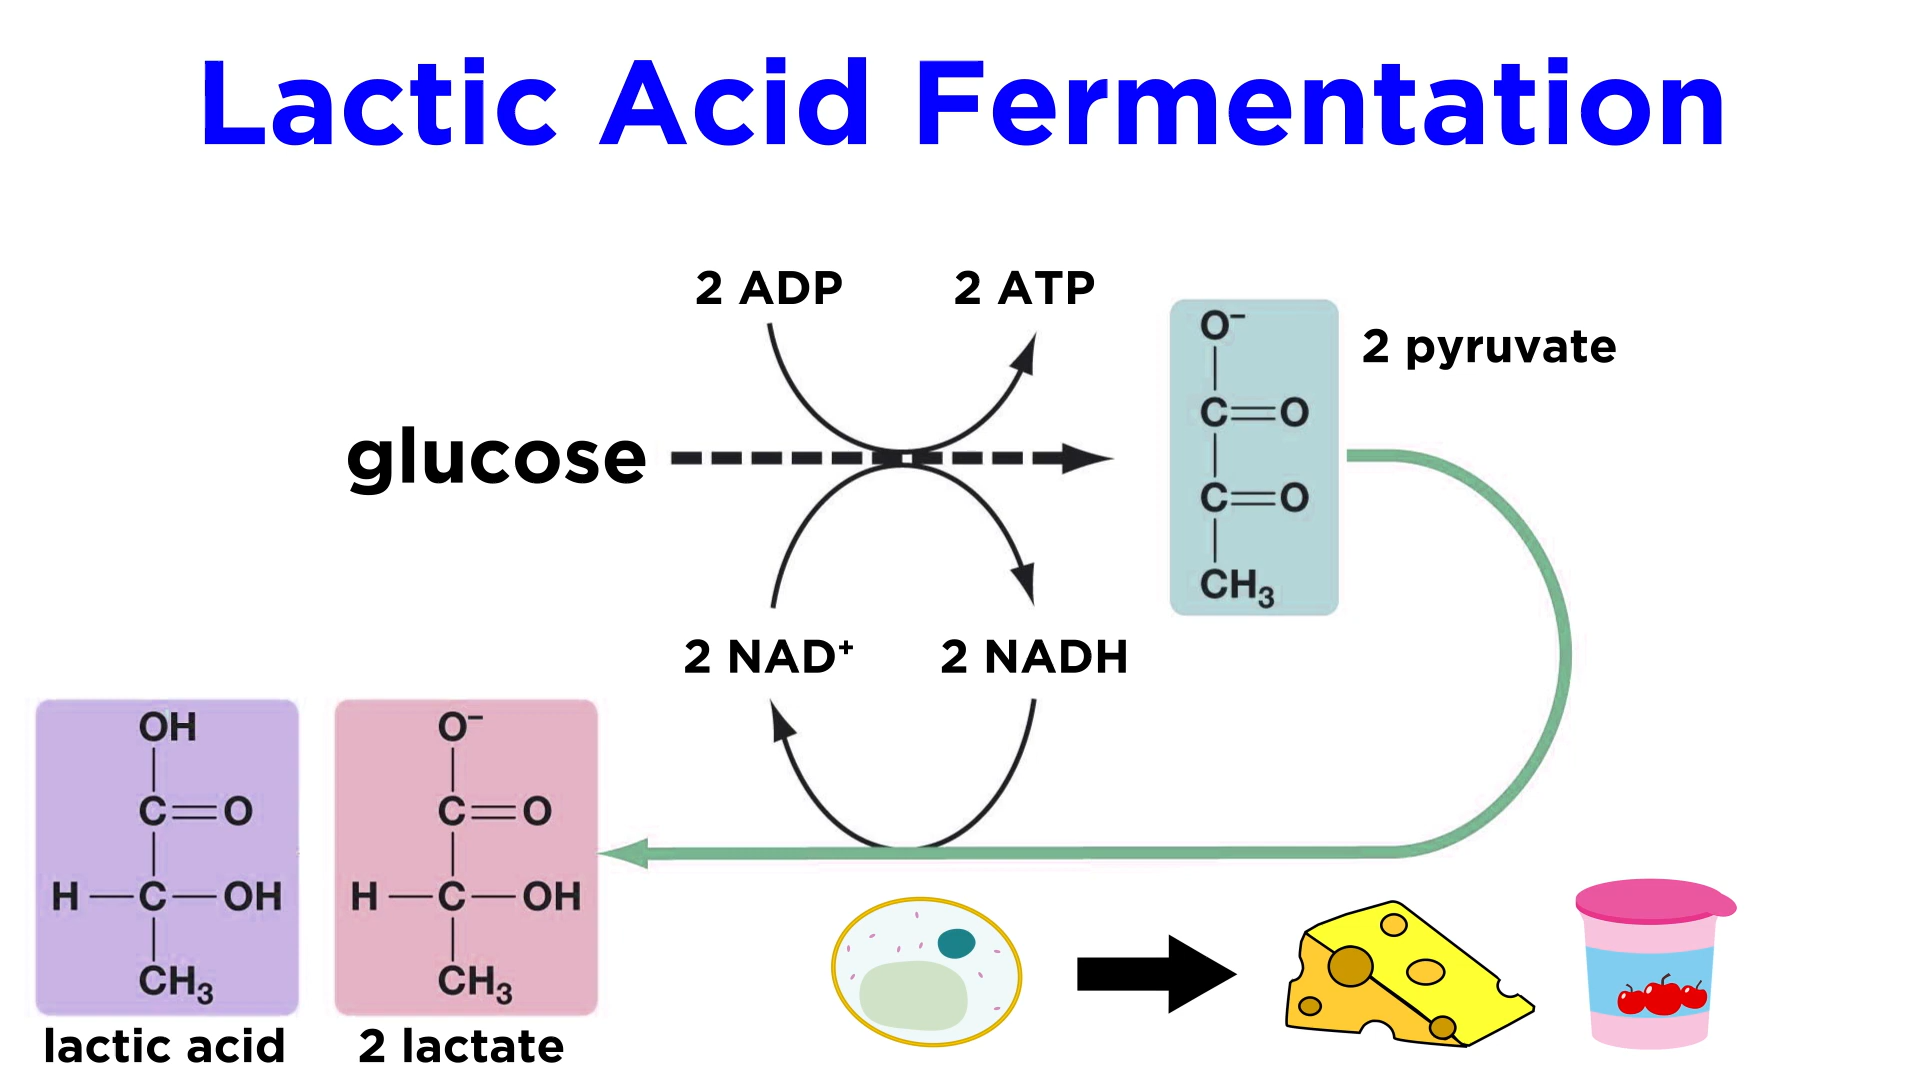 Lactic Acid Fermentation
2 ADP
2 ATP
glucose
2 pyruvate
O⁻
C=O
C=O
CH₃
2 NAD⁺
2 NADH
OH
C=O
H—C—OH
CH₃
lactic acid
O⁻
C=O
H—C—OH
CH₃
2 lactate